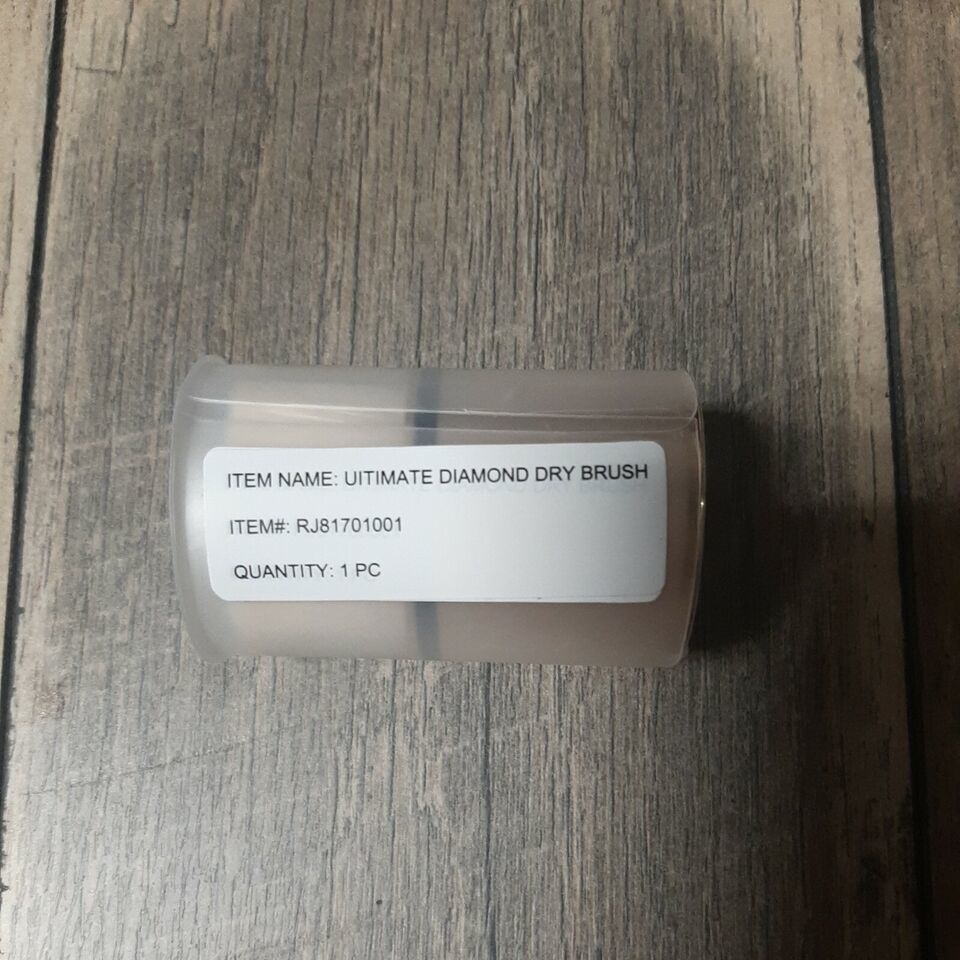 ITEM NAME: UITIMATE DIAMOND DRY BRUSH
ITEM#: RJ81701001
QUANTITY: 1 PC